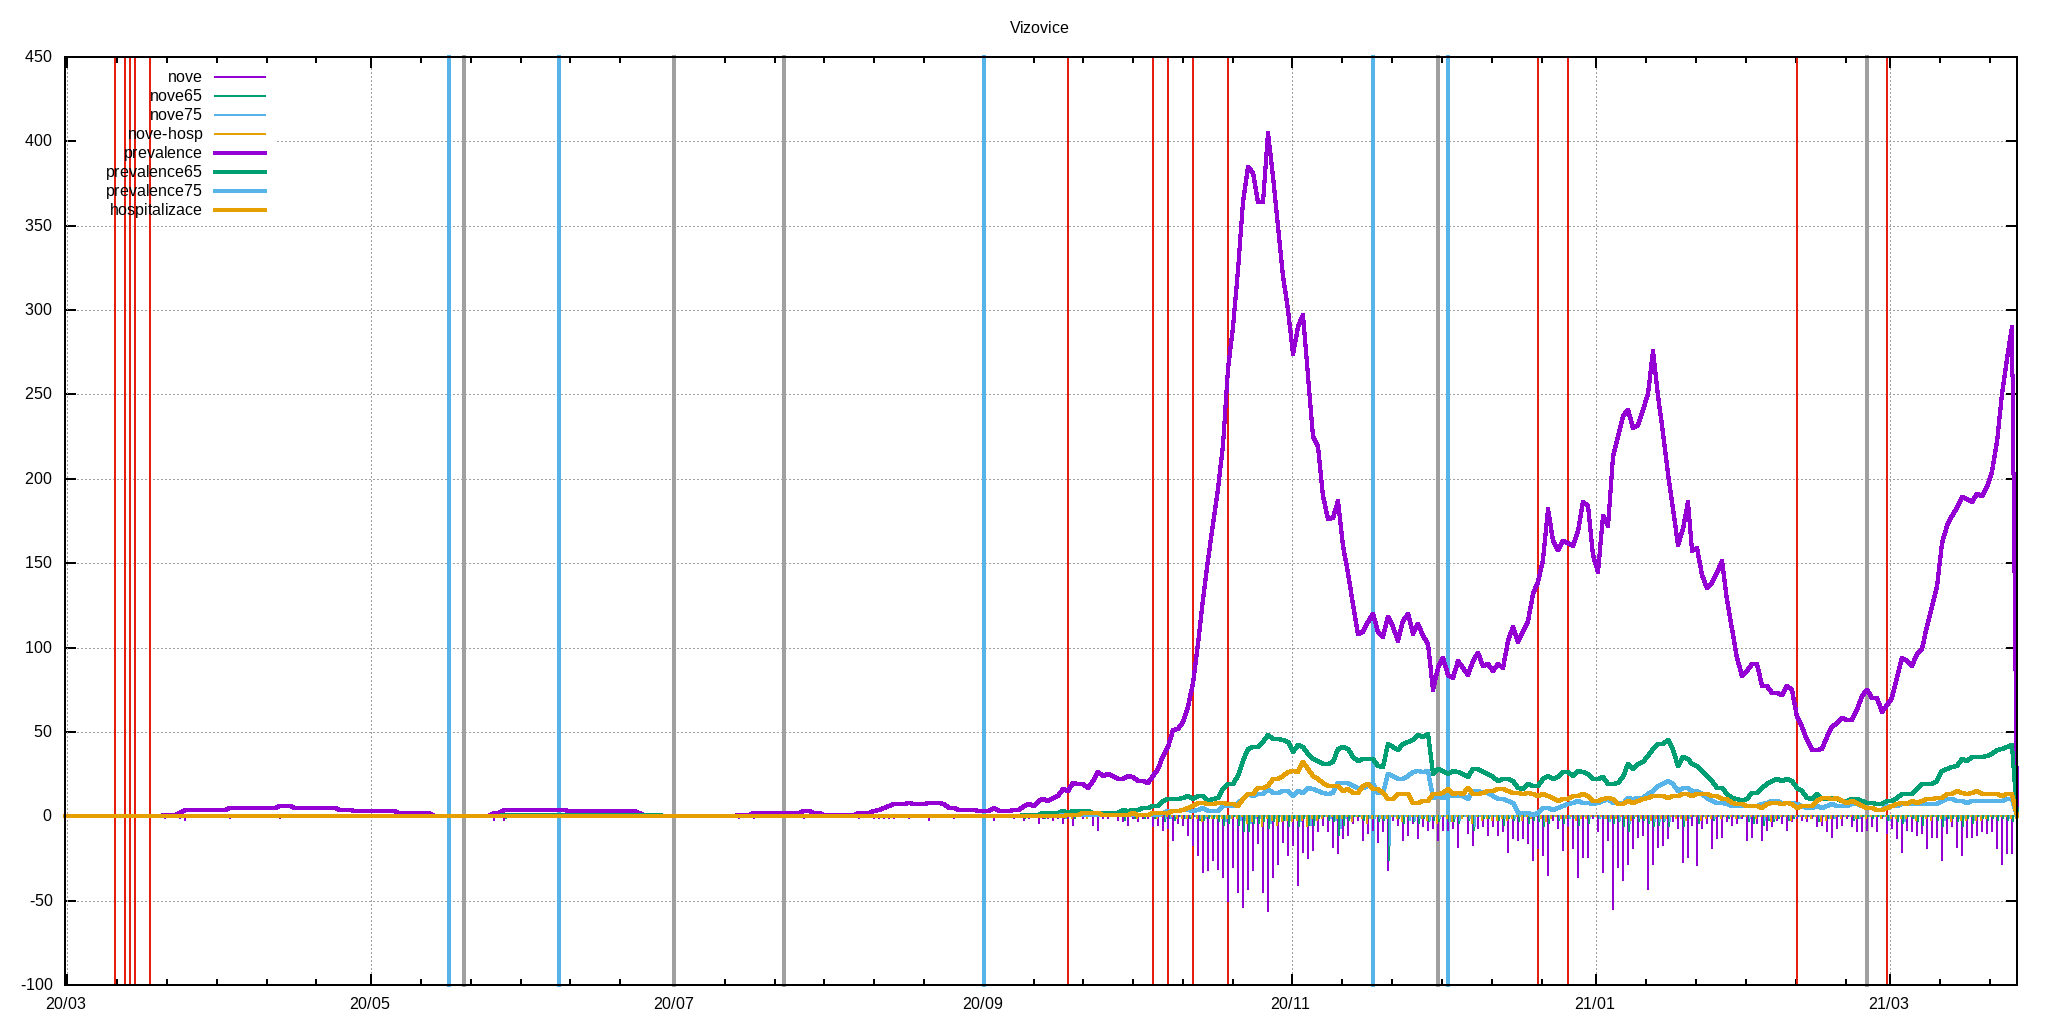 Vizovice
450
400
350
300
250
200
150
100
50
0
-50
-100
nove
nove65
nove75
nove-hosp
prevalence
prevalence65
prevalence75
hospitalizace
20/03 20/05 20/07 20/09 20/11 21/01 21/03